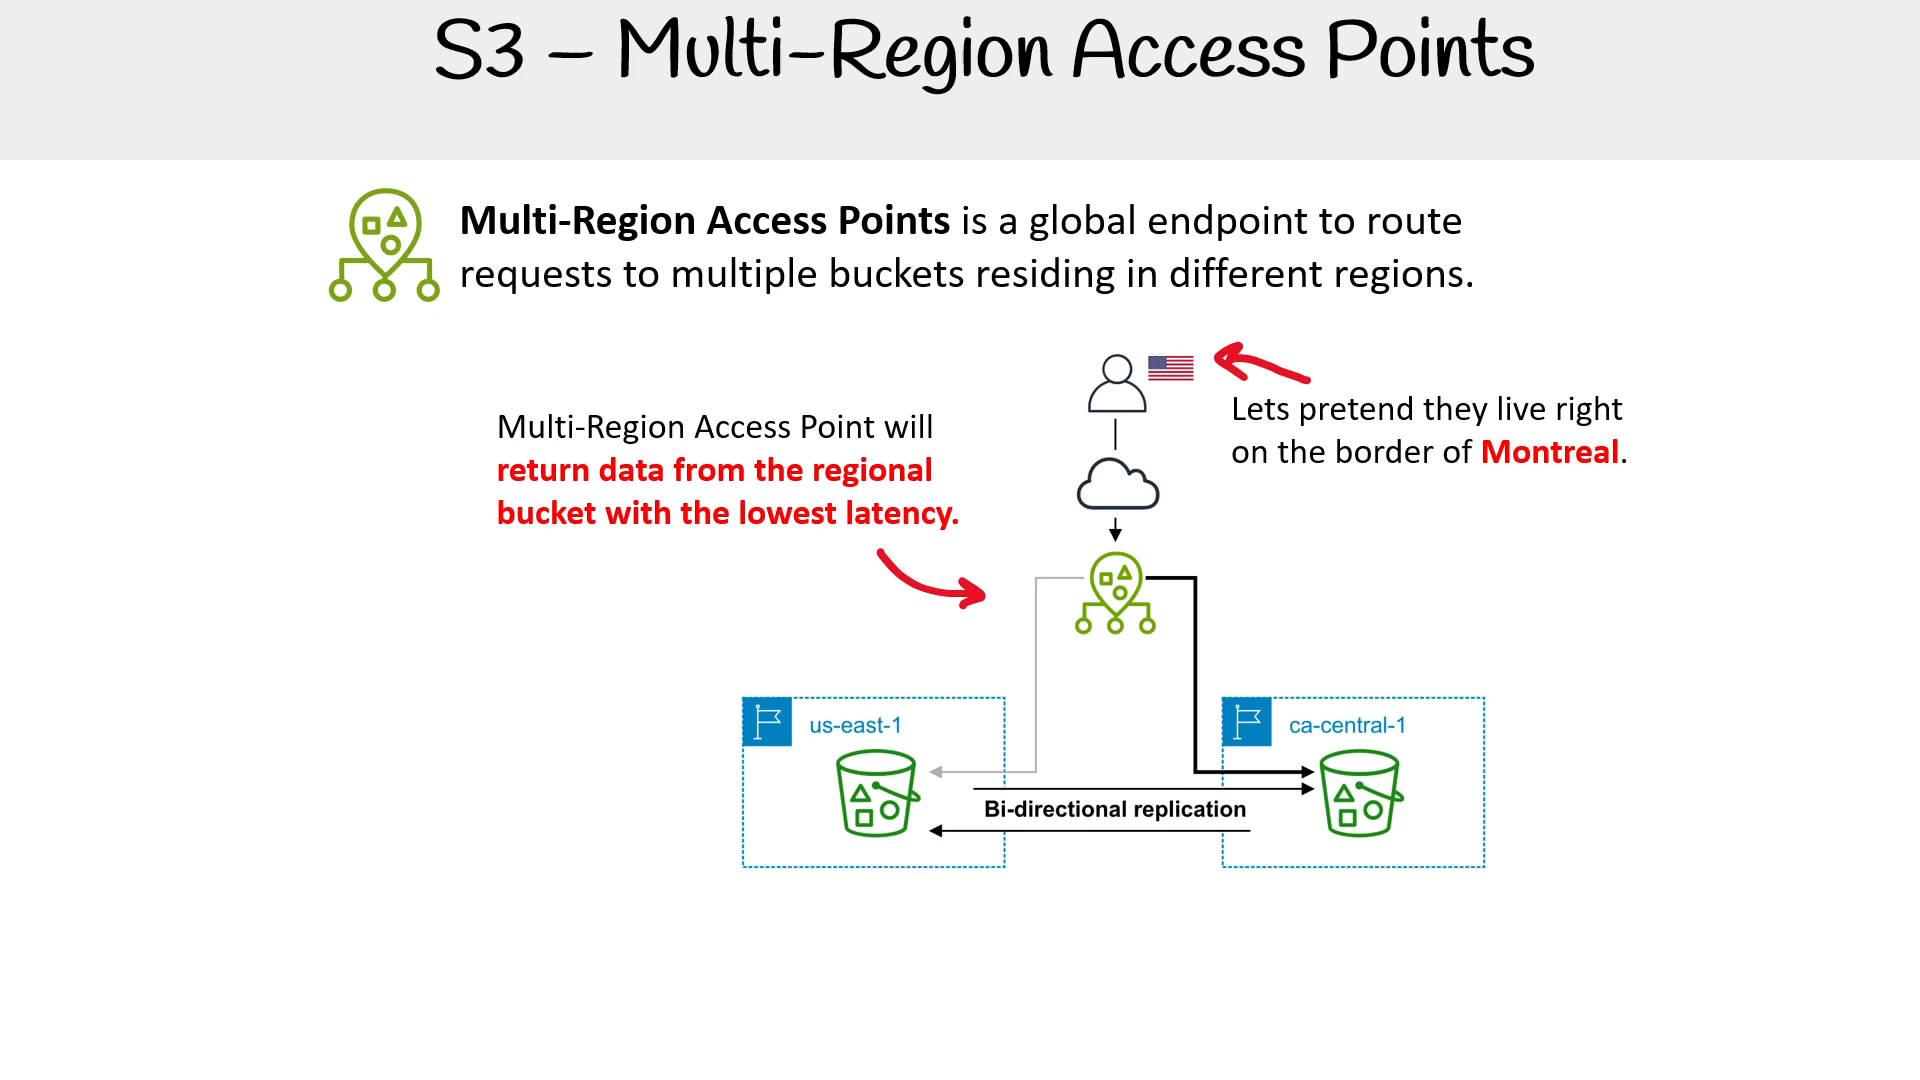 S3 – Multi-Region Access Points
Multi-Region Access Points is a global endpoint to route
requests to multiple buckets residing in different regions.
Lets pretend they live right
on the border of Montreal.
Multi-Region Access Point will
return data from the regional
bucket with the lowest latency.
us-east-1
ca-central-1
Bi-directional replication